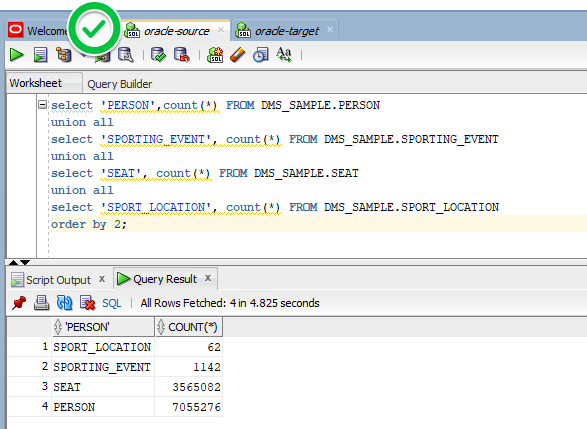 Welcome
oracle-source
oracle-target
Worksheet
Query Builder
select 'PERSON',count(*) FROM DMS_SAMPLE.PERSON
union all
select 'SPORTING_EVENT', count(*) FROM DMS_SAMPLE.SPORTING_EVENT
union all
select 'SEAT', count(*) FROM DMS_SAMPLE.SEAT
union all
select 'SPORT_LOCATION', count(*) FROM DMS_SAMPLE.SPORT_LOCATION
order by 2;
Script Output x
Query Result x
SQL | All Rows Fetched: 4 in 4.825 seconds
'PERSON' COUNT(*)
1 SPORT_LOCATION 62
2 SPORTING_EVENT 1142
3 SEAT 3565082
4 PERSON 7055276